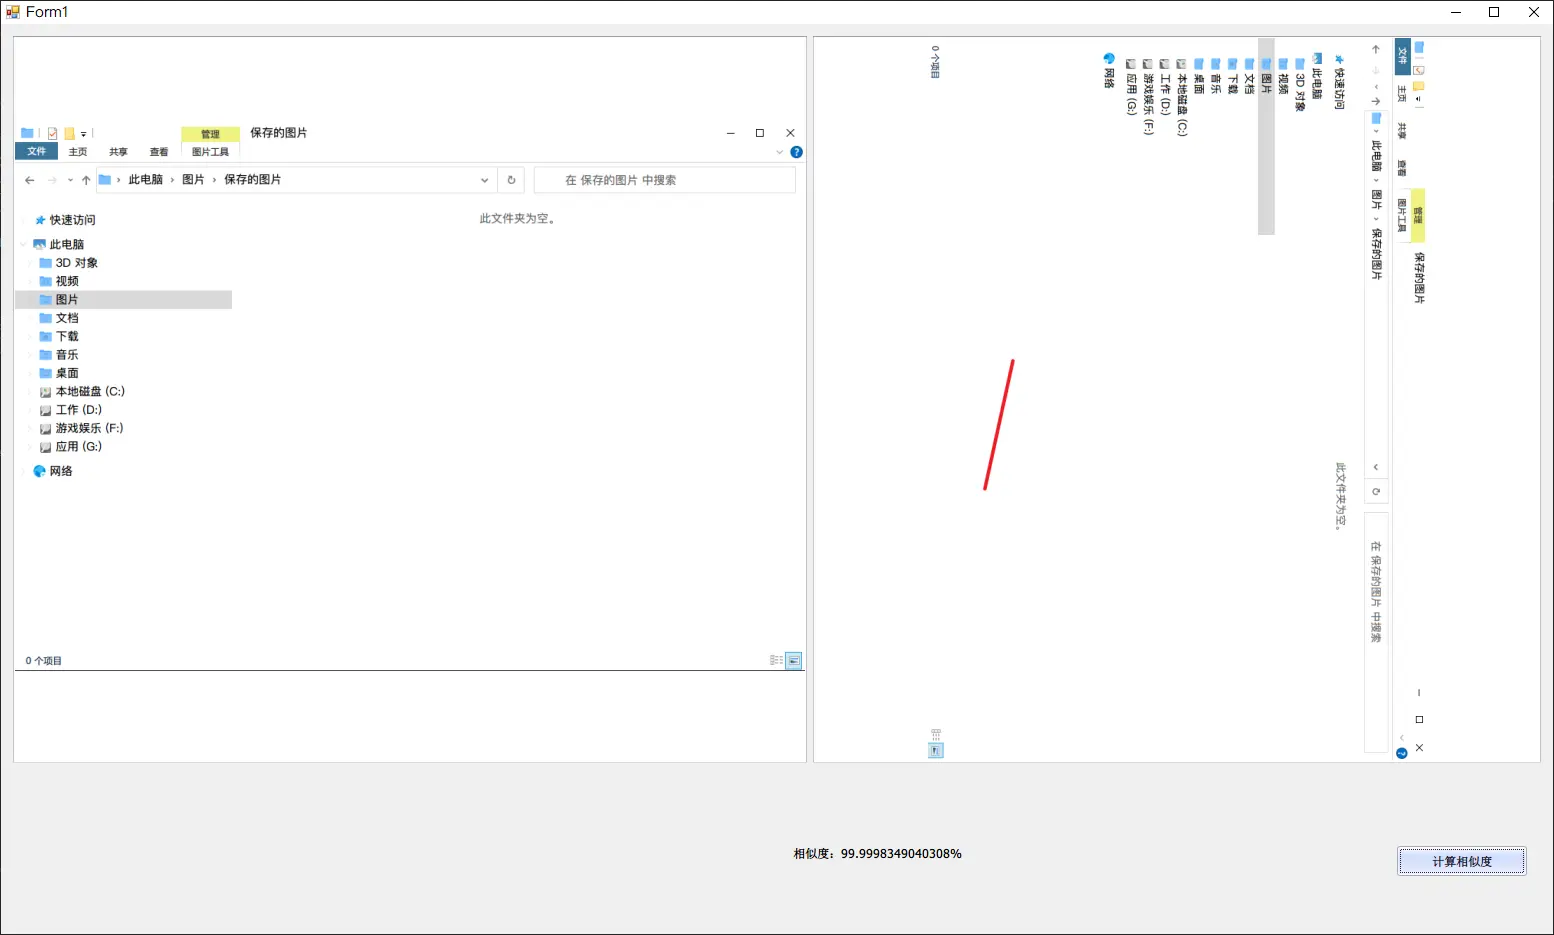 Form1
管理
保存的图片
文件
主页
共享
查看
图片工具
此电脑
图片
保存的图片
在 保存的图片 中搜索
快速访问
此文件夹为空。
此电脑
3D 对象
视频
图片
文档
下载
音乐
桌面
本地磁盘 (C:)
工作 (D:)
游戏娱乐 (F:)
应用 (G:)
网络
0 个项目
管理
保存的图片
文件
主页
共享
查看
图片工具
此电脑
图片
保存的图片
在 保存的图片 中搜索
快速访问
此文件夹为空。
此电脑
3D 对象
视频
图片
文档
下载
音乐
桌面
本地磁盘 (C:)
工作 (D:)
游戏娱乐 (F:)
应用 (G:)
网络
0 个项目
相似度：99.9998349040308%
计算相似度